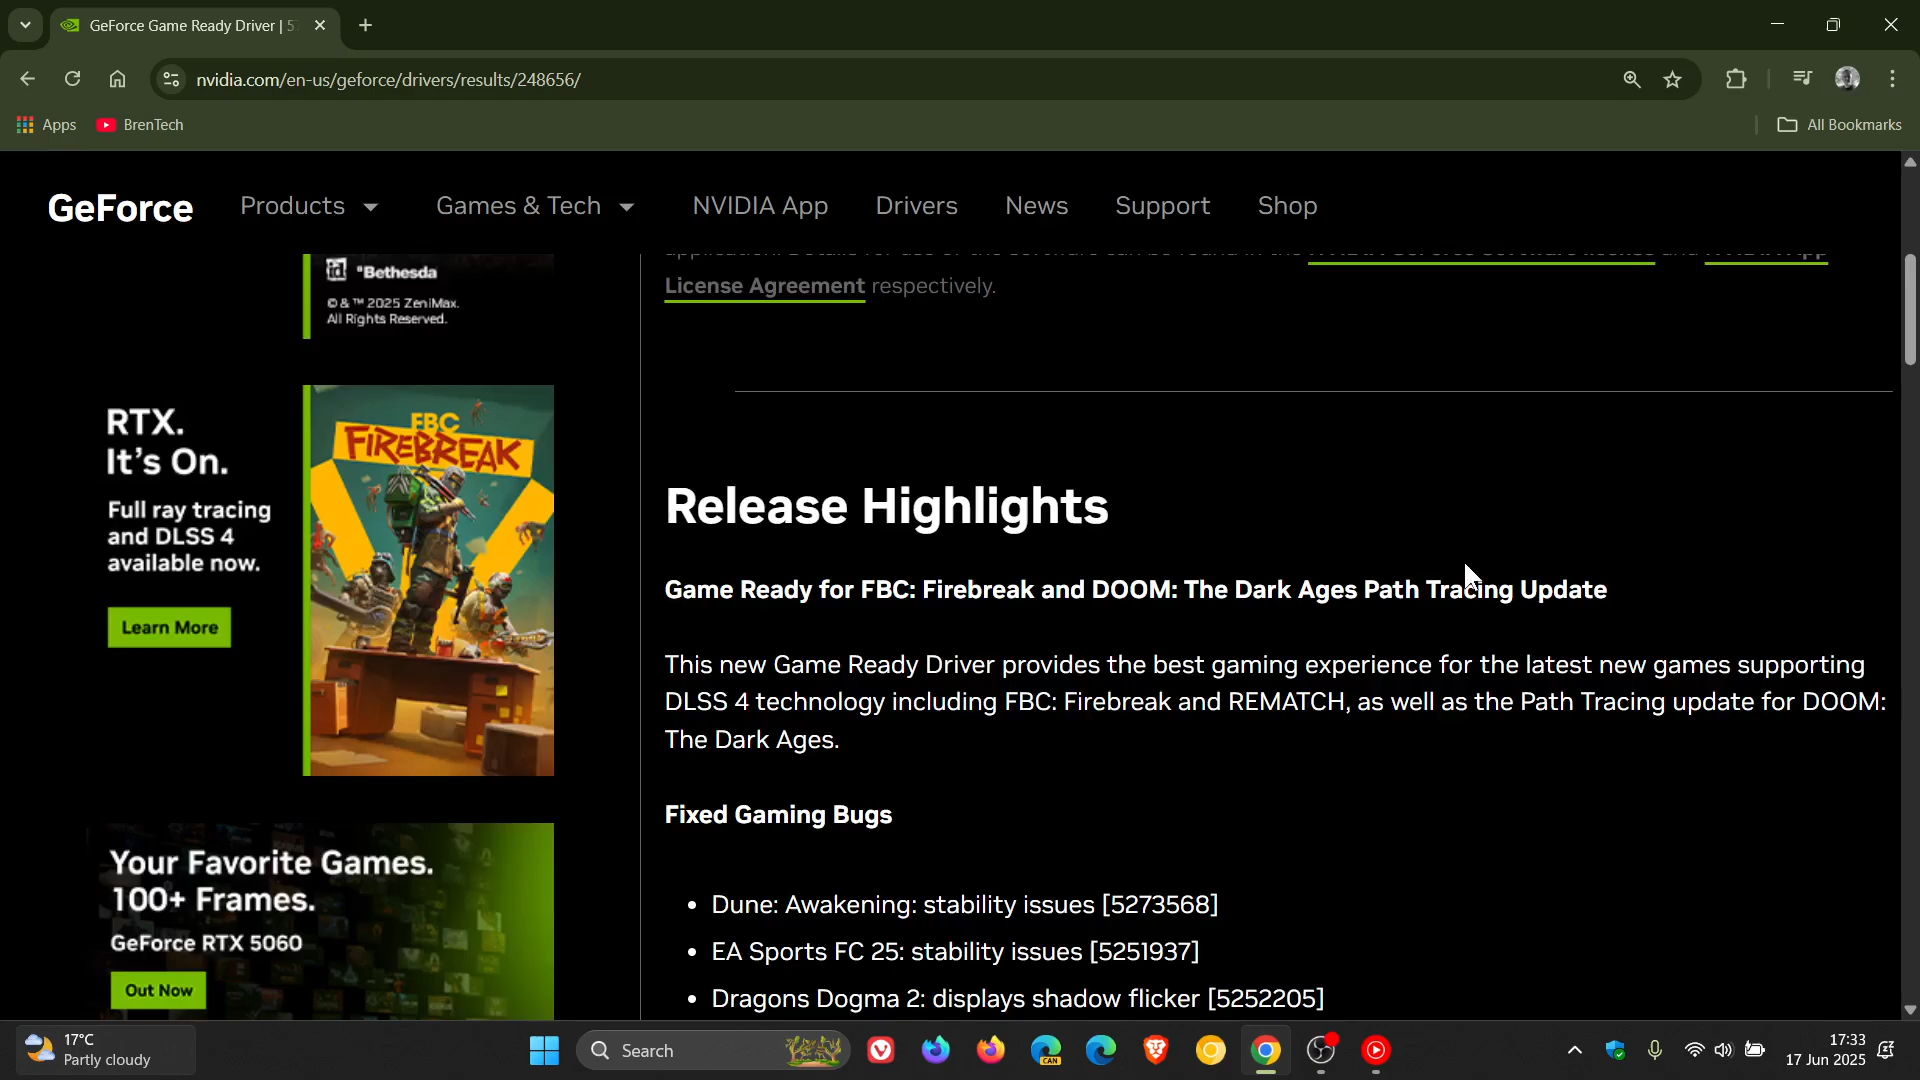 GeForce Game Ready Driver | 57
nvidia.com/en-us/geforce/drivers/results/248656/
Apps
BrenTech
All Bookmarks
GeForce
Products
Games & Tech
NVIDIA App
Drivers
News
Support
Shop
id
Bethesda
© & ™ 2025 ZeniMax.
All Rights Reserved.
License Agreement respectively.
RTX.
It's On.
Full ray tracing
and DLSS 4
available now.
Learn More
FBC
FIREBREAK
Release Highlights
Game Ready for FBC: Firebreak and DOOM: The Dark Ages Path Tracing Update
This new Game Ready Driver provides the best gaming experience for the latest new games supporting
DLSS 4 technology including FBC: Firebreak and REMATCH, as well as the Path Tracing update for DOOM:
The Dark Ages.
Fixed Gaming Bugs
• Dune: Awakening: stability issues [5273568]
• EA Sports FC 25: stability issues [5251937]
• Dragons Dogma 2: displays shadow flicker [5252205]
Your Favorite Games.
100+ Frames.
GeForce RTX 5060
Out Now
17°C
Partly cloudy
Search
CAN
17:33
17 Jun 2025